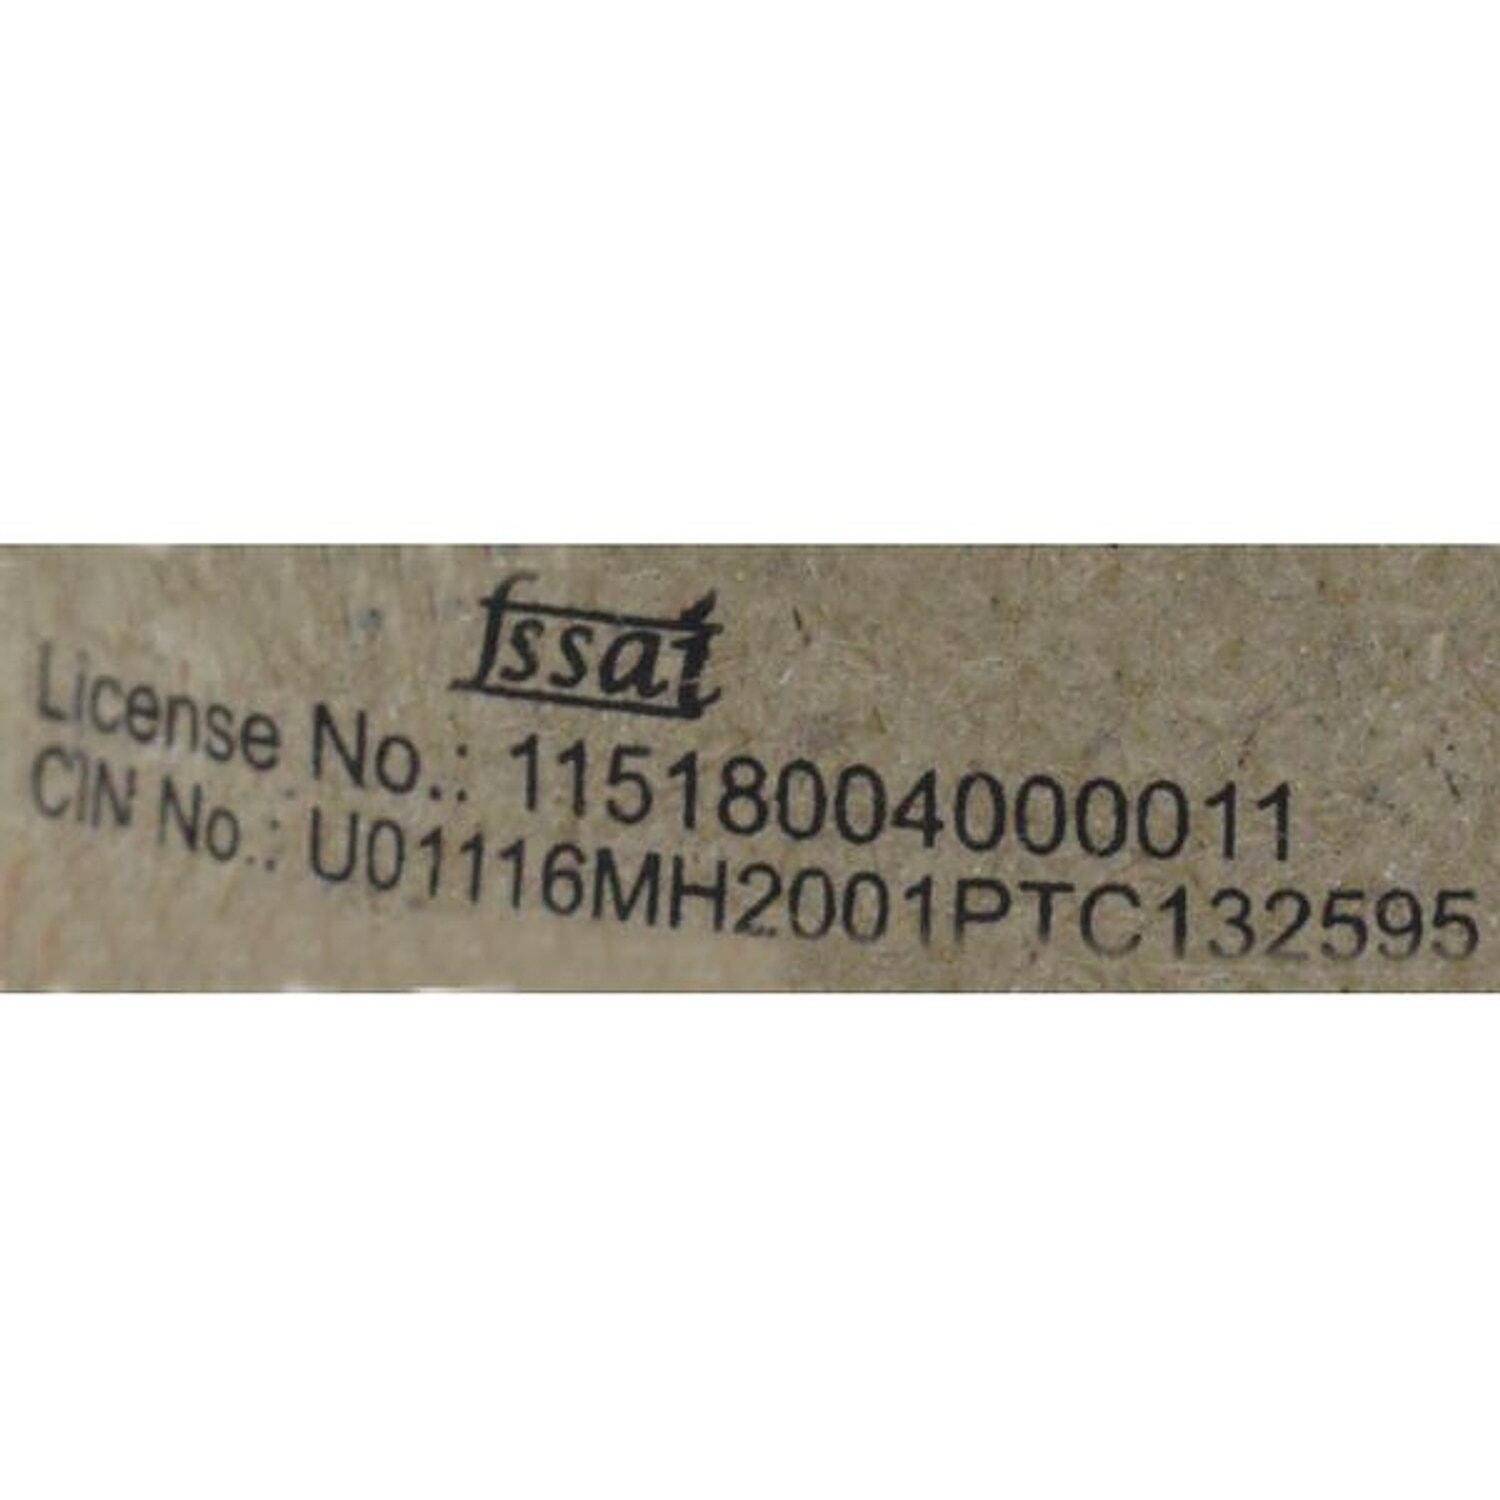 fssai
License No.: 11518004000011
CIN No.: U01116MH2001PTC132595